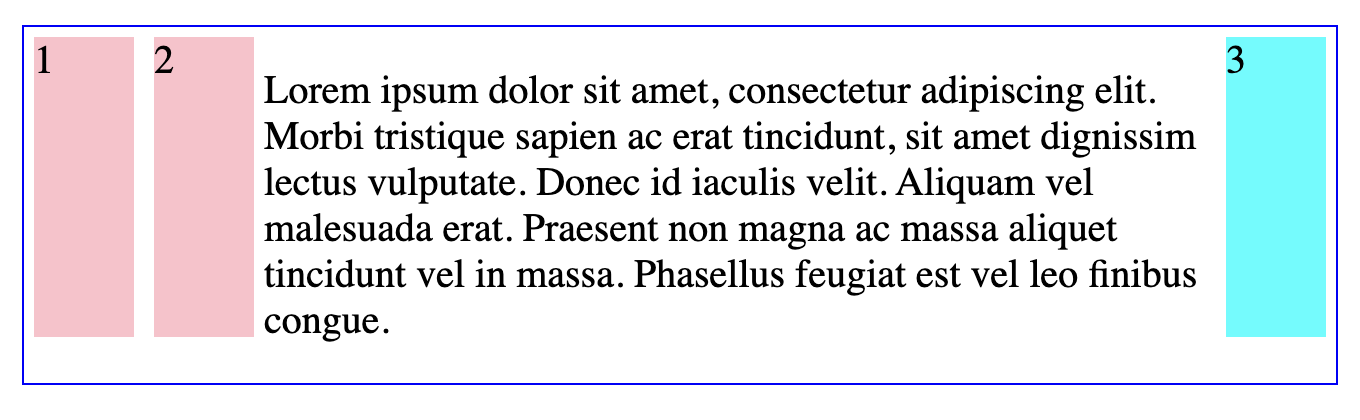 1
2
3
Lorem ipsum dolor sit amet, consectetur adipiscing elit.
Morbi tristique sapien ac erat tincidunt, sit amet dignissim
lectus vulputate. Donec id iaculis velit. Aliquam vel
malesuada erat. Praesent non magna ac massa aliquet
tincidunt vel in massa. Phasellus feugiat est vel leo finibus
congue.